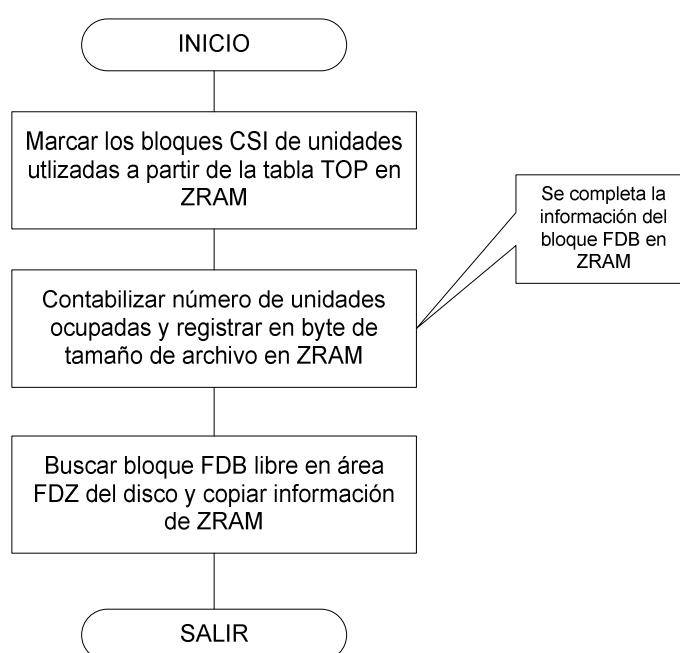 INICIO
Marcar los bloques CSI de unidades
utlizadas a partir de la tabla TOP en
ZRAM
Se completa la
información del
bloque FDB en
ZRAM
Contabilizar número de unidades
ocupadas y registrar en byte de
tamaño de archivo en ZRAM
Buscar bloque FDB libre en área
FDZ del disco y copiar información
de ZRAM
SALIR